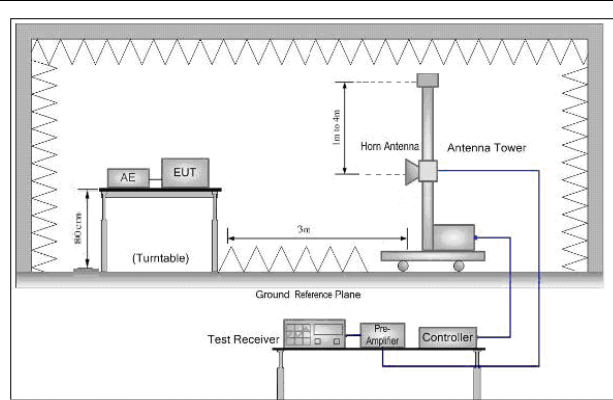 1m to 4m
Horn Antenna
Antenna Tower
AE
EUT
80cm
(Turntable)
3m
Ground Reference Plane
Test Receiver
Pre-
Amplifier
Controller